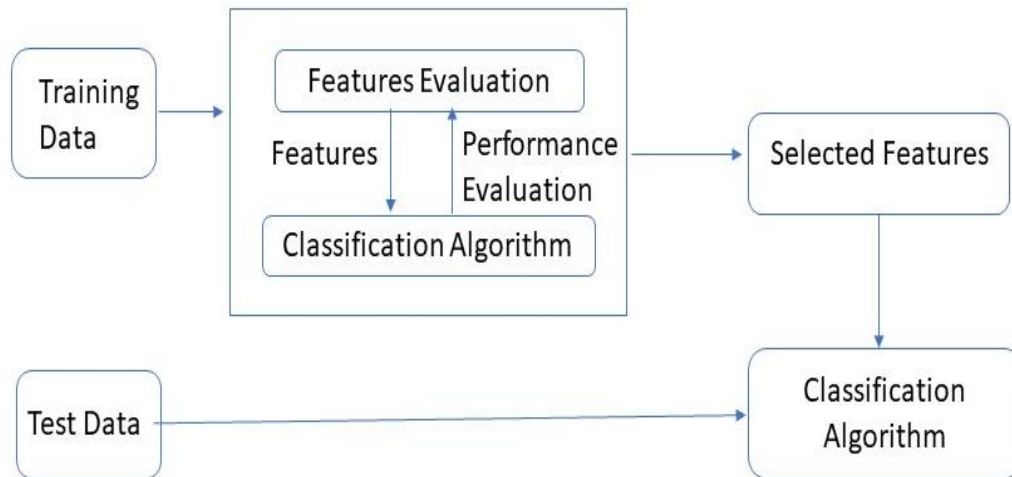 Training
Data
Features Evaluation
Features
Performance
Evaluation
Classification Algorithm
Selected Features
Test Data
Classification
Algorithm